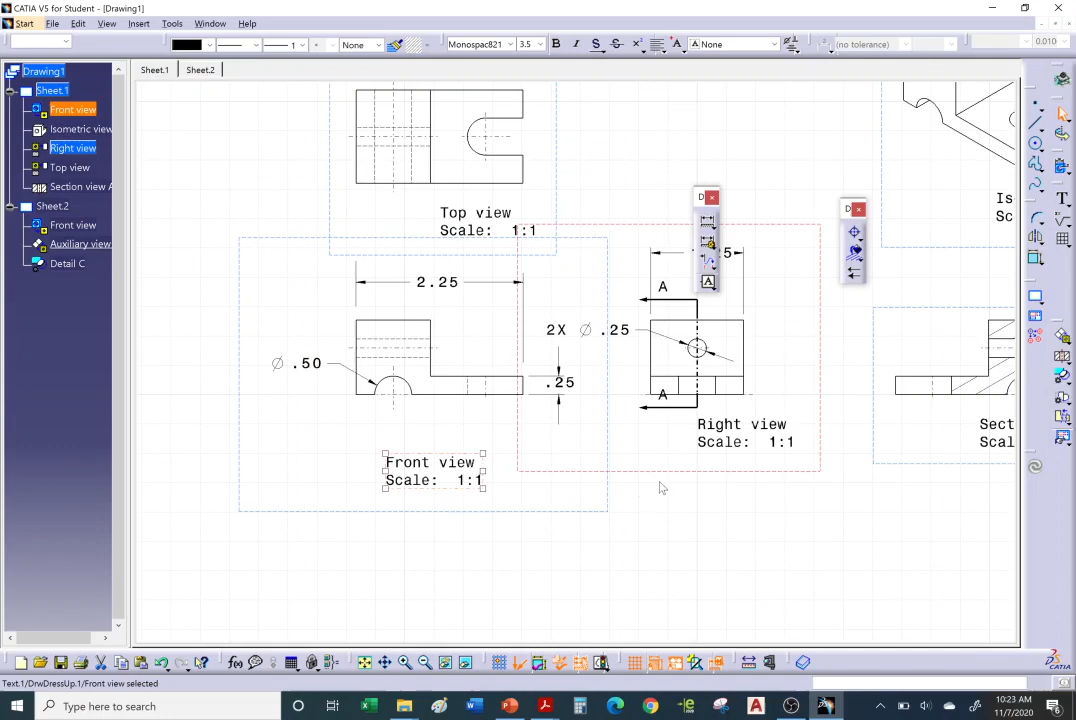 CATIA V5 for Student - [Drawing1]
Start File Edit View Insert Tools Window Help
1 None Monospac821 3.5 B I S S X A None (no tolerance) 0.010
Drawing1
Sheet.1
Front view
Isometric view
Right view
Top view
Section view A
Sheet.2
Front view
Auxiliary view
Detail C
Sheet.1 Sheet.2
Top view
Scale: 1:1
Is
Sc
D
D
2.25
5
A
2X Ø .25
Ø .50
.25
A
Right view
Scale: 1:1
Sect
Scal
Front view
Scale: 1:1
Text.1/DrwDressUp.1/Front view selected
Type here to search
10:23 AM
11/7/2020
6